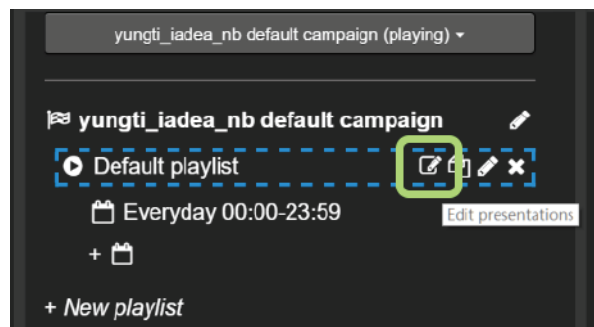 yungti_iadea_nb default campaign (playing)
yungti_iadea_nb default campaign
Default playlist
Everyday 00:00-23:59
Edit presentations
+
+ New playlist